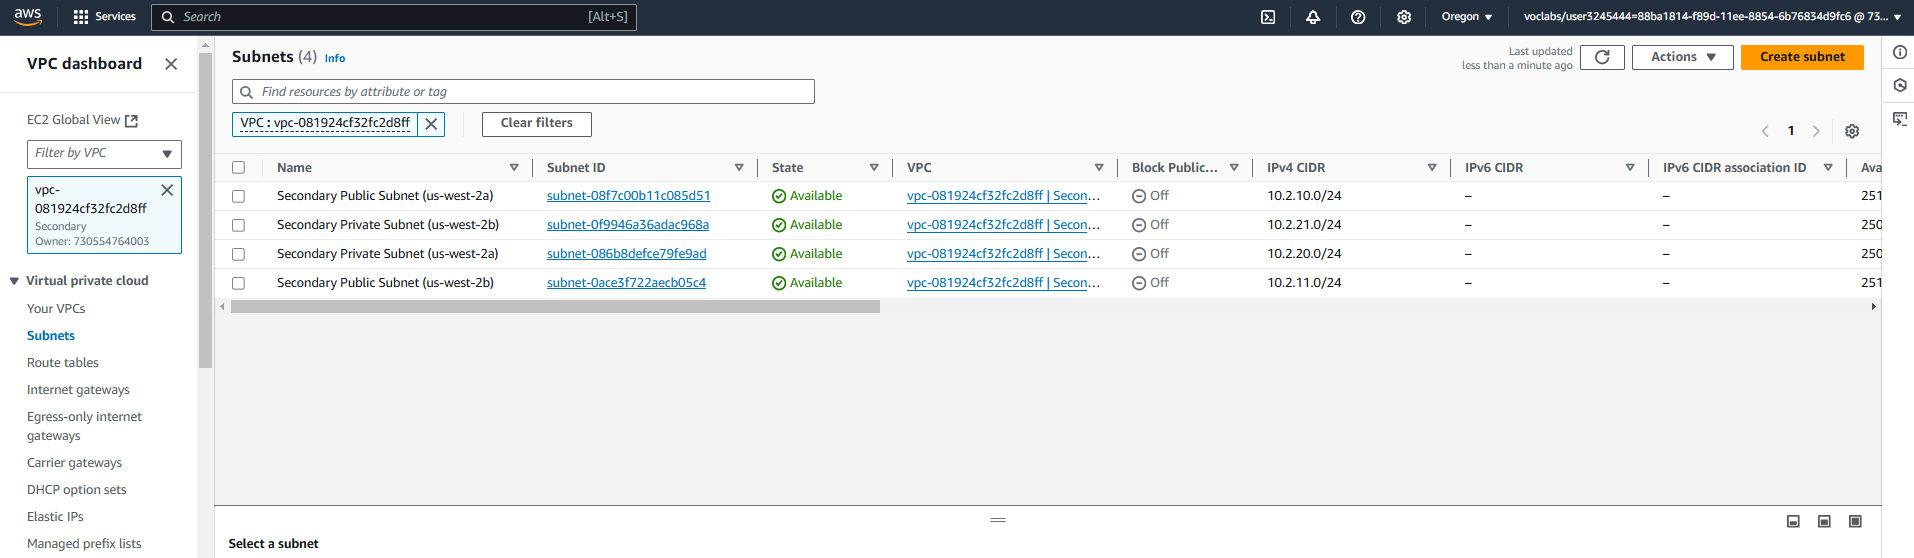 aws Services Search [Alt+S] Oregon voclabs/user3245444=88ba1814-f89d-11ee-8854-6b76834d9fc6 @ 73...
VPC dashboard
EC2 Global View
Filter by VPC
vpc-
081924cf32fc2d8ff
Secondary
Owner: 730554764003
Virtual private cloud
Your VPCs
Subnets
Route tables
Internet gateways
Egress-only internet
gateways
Carrier gateways
DHCP option sets
Elastic IPs
Managed prefix lists
Subnets (4) Info
Last updated
less than a minute ago
Actions
Create subnet
Find resources by attribute or tag
VPC : vpc-081924cf32fc2d8ff
Clear filters
1
Name Subnet ID State VPC Block Public... IPv4 CIDR IPv6 CIDR IPv6 CIDR association ID Ava
Secondary Public Subnet (us-west-2a) subnet-08f7c00b11c085d51 Available vpc-081924cf32fc2d8ff | Secon... Off 10.2.10.0/24 – – 251
Secondary Private Subnet (us-west-2b) subnet-0f9946a36adac968a Available vpc-081924cf32fc2d8ff | Secon... Off 10.2.21.0/24 – – 250
Secondary Private Subnet (us-west-2a) subnet-086b8defce79fe9ad Available vpc-081924cf32fc2d8ff | Secon... Off 10.2.20.0/24 – – 250
Secondary Public Subnet (us-west-2b) subnet-0ace3f722aecb05c4 Available vpc-081924cf32fc2d8ff | Secon... Off 10.2.11.0/24 – – 251
Select a subnet